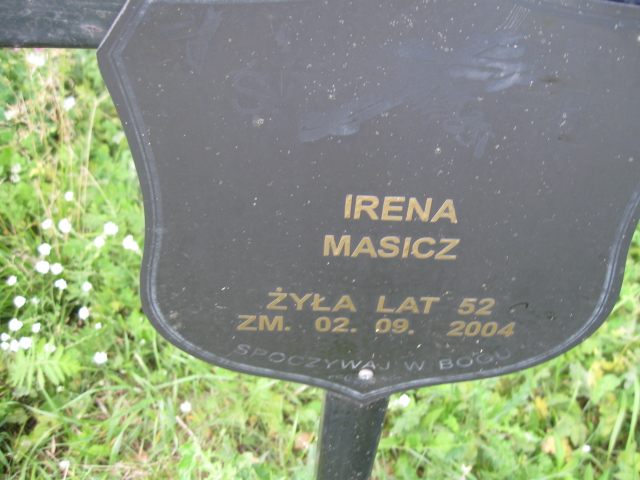 IRENA
MASICZ
ŻYŁA LAT 52
ZM. 02. 09. 2004
SPOCZYWAJ W BOGU